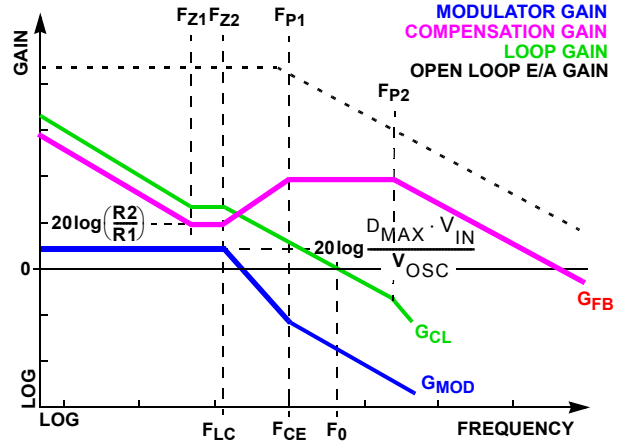 MODULATOR GAIN
COMPENSATION GAIN
LOOP GAIN
OPEN LOOP E/A GAIN
GAIN
FZ1 FZ2 FP1
FP2
20log(R2/R1)
20log DMAX · VIN / VOSC
0
GFB
GCL
GMOD
LOG
LOG
FLC FCE F0 FREQUENCY